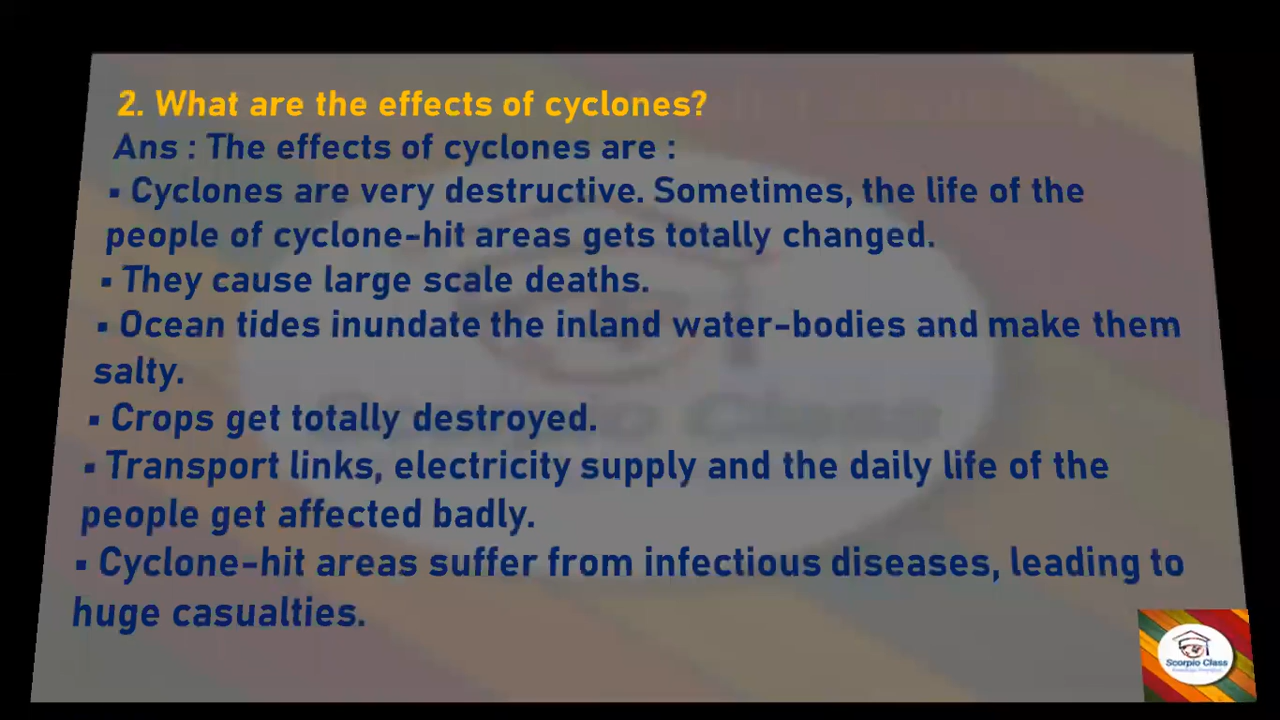 2. What are the effects of cyclones?
Ans : The effects of cyclones are :
▪ Cyclones are very destructive. Sometimes, the life of the
people of cyclone-hit areas gets totally changed.
▪ They cause large scale deaths.
▪ Ocean tides inundate the inland water-bodies and make them
salty.
▪ Crops get totally destroyed.
▪ Transport links, electricity supply and the daily life of the
people get affected badly.
▪ Cyclone-hit areas suffer from infectious diseases, leading to
huge casualties.
Scorpio Class